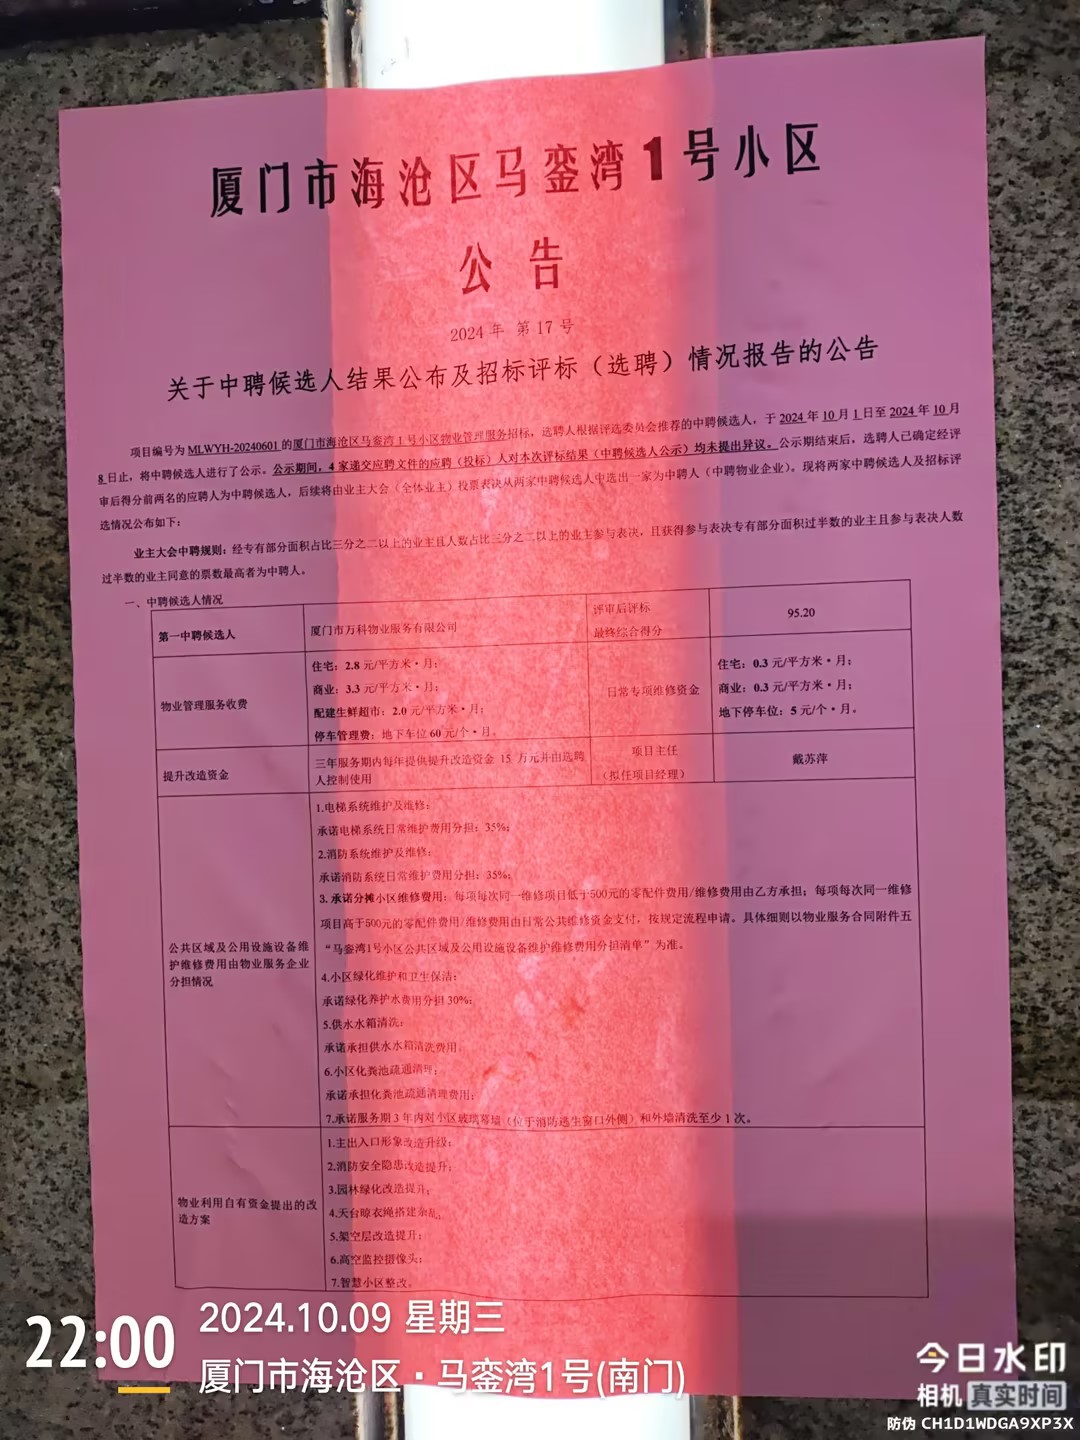 厦门市海沧区马銮湾1号小区
公告
2024 年 第 17 号
关于中聘候选人结果公布及招标评标（选聘）情况报告的公告
项目编号为 MLWYH-20240601 的厦门市海沧区马銮湾 1 号小区物业管理服务招标，选聘人根据评选委员会推荐的中聘候选人，于 2024 年 10 月 1 日至 2024 年 10 月
8 日止，将中聘候选人进行了公示。公示期间，4 家递交应聘文件的应聘（投标）人对本次评标结果（中聘候选人公示）均未提出异议。公示期结束后，选聘人已确定经评
审后得分前两名的应聘人为中聘候选人，后续将由业主大会（全体业主）投票表决从两家中聘候选人中选出一家为中聘人（中聘物业企业）。现将两家中聘候选人及招标评
选情况公布如下：
业主大会中聘规则：经专有部分面积占比三分之二以上的业主且人数占比三分之二以上的业主参与表决，且获得参与表决专有部分面积过半数的业主且参与表决人数
过半数的业主同意的票数最高者为中聘人。
一、中聘候选人情况
第一中聘候选人
厦门市万科物业服务有限公司
评审后评标
最终综合得分
95.20
物业管理服务收费
住宅：2.8 元/平方米·月；
商业：3.3 元/平方米·月；
配建生鲜超市：2.0 元/平方米·月；
停车管理费：地下车位 60 元/个·月。
日常专项维修资金
住宅：0.3 元/平方米·月；
商业：0.3 元/平方米·月；
地下停车位：5 元/个·月。
提升改造资金
三年服务期内每年提供提升改造资金 15 万元并由选聘
人控制使用
项目主任
（拟任项目经理）
戴苏萍
公共区域及公用设施设备维
护维修费用由物业服务企业
分担情况
1.电梯系统维护及维修：
承诺电梯系统日常维护费用分担：35%；
2.消防系统维护及维修：
承诺消防系统日常维护费用分担：35%；
3. 承诺分摊小区维修费用：每项每次同一维修项目低于500元的零配件费用/维修费用由乙方承担；每项每次同一维修
项目高于500元的零配件费用/维修费用由日常公共维修资金支付，按规定流程申请。具体细则以物业服务合同附件五
“马銮湾1号小区公共区域及公用设施设备维护维修费用分担清单”为准。
4.小区绿化维护和卫生保洁：
承诺绿化养护水费用分担 30%；
5.供水水箱清洗：
承诺承担供水水箱清洗费用
6.小区化粪池疏通清理：
承诺承担化粪池疏通清理费用；
7.承诺服务期 3 年内对小区玻璃幕墙（位于消防逃生窗口外侧）和外墙清洗至少 1 次。
物业利用自有资金提出的改
造方案
1.主出入口形象改造升级；
2.消防安全隐患改造提升；
3.园林绿化改造提升；
4.天台晾衣绳搭建杂乱；
5.架空层改造提升；
6.高空监控摄像头；
7.智慧小区整改。
22:00
2024.10.09 星期三
厦门市海沧区·马銮湾1号(南门)
今日水印
相机 真实时间
防伪 CH1D1WDGA9XP3X